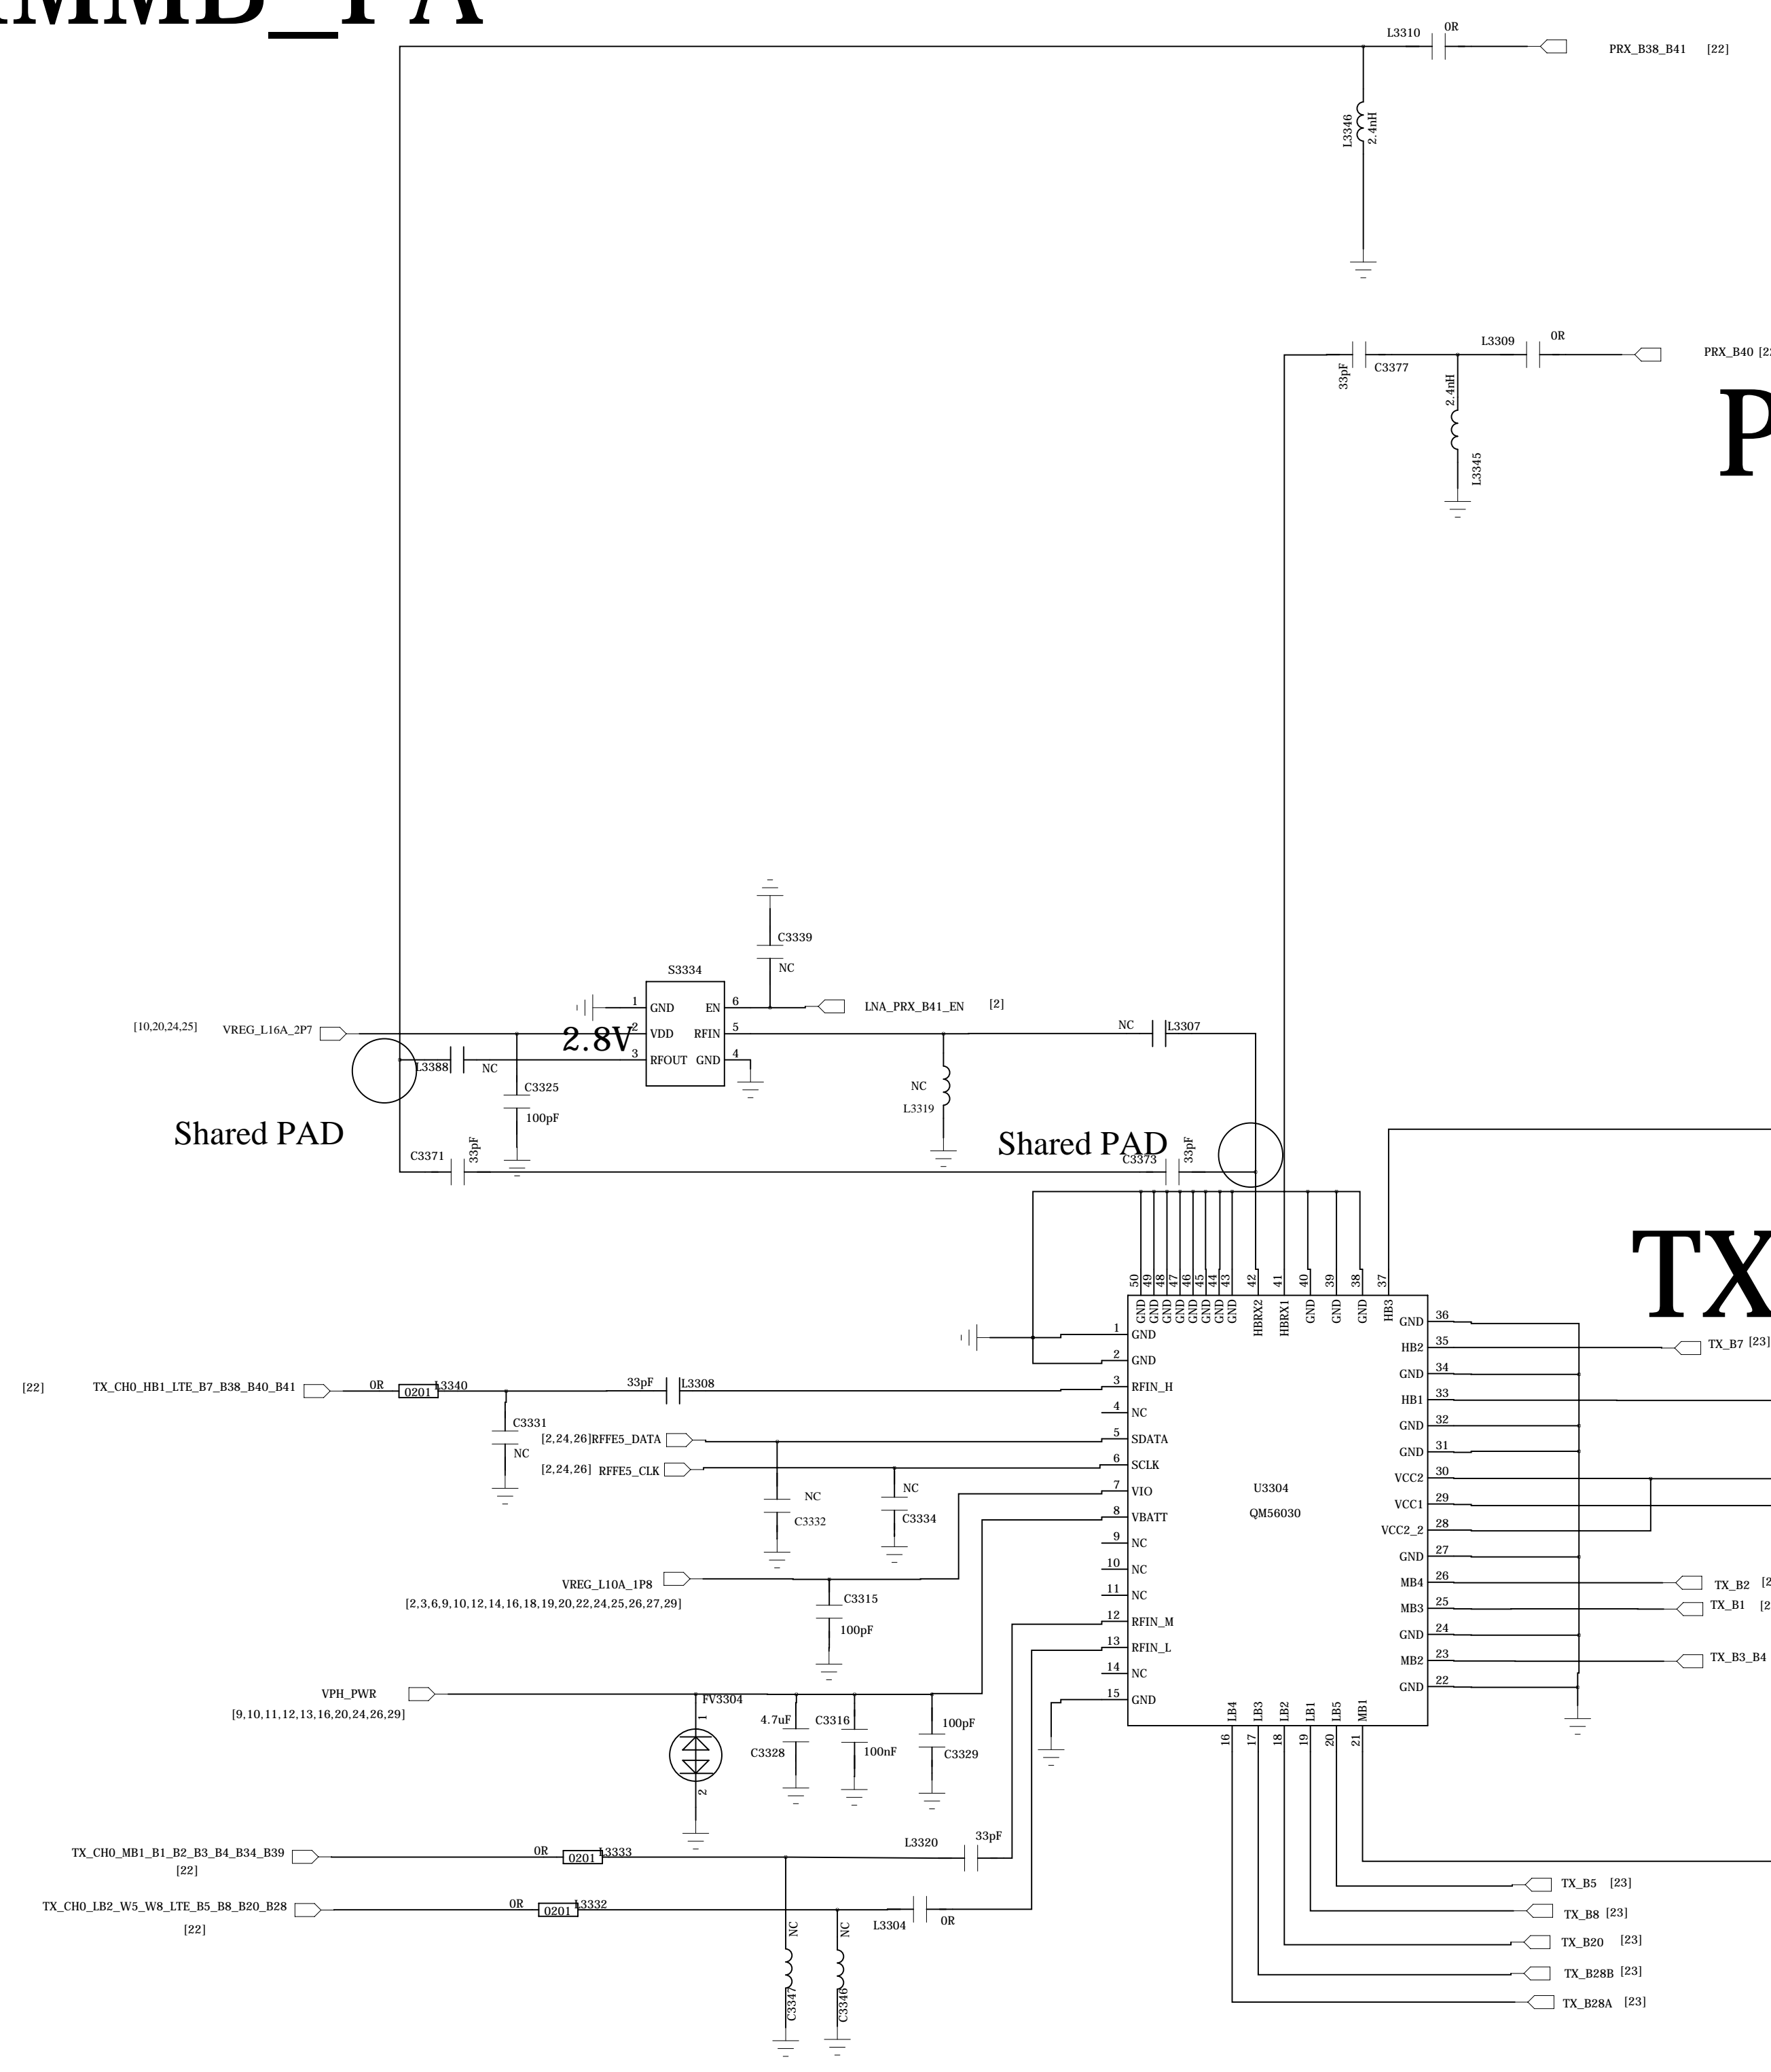 L3310
0R
PRX_B38_B41 [22]
L3346
2.4nH
L3309
0R
PRX_B40
33pF
C3377
2.4nH
L3345
P
C3339
NC
S3334
1 GND EN 6
LNA_PRX_B41_EN [2]
[10,20,24,25] VREG_L16A_2P7
2.8V
2 VDD RFIN 5
NC L3307
3 RFOUT GND 4
L3388 NC
C3325
100pF
NC
L3319
Shared PAD
Shared PAD
C3371
33pF
C3373
33pF
TX
50 49 48 47 46 45 44 43 42 41 40 39 38 37
GND GND GND GND GND GND GND GND HBRX2 HBRX1 GND GND GND HB3
1 GND
2 GND
3 RFIN_H
4 NC
5 SDATA
6 SCLK
7 VIO
8 VBATT
9 NC
10 NC
11 NC
12 RFIN_M
13 RFIN_L
14 NC
15 GND
U3304
QM56030
GND 36
HB2 35
GND 34
HB1 33
GND 32
GND 31
VCC2 30
VCC1 29
VCC2_2 28
GND 27
MB4 26
MB3 25
GND 24
MB2 23
GND 22
LB4 LB3 LB2 LB1 LB5 MB1
16 17 18 19 20 21
TX_B7 [23]
TX_B2
TX_B1
TX_B3_B4
[22] TX_CH0_HB1_LTE_B7_B38_B40_B41
0R 0201 L3340
33pF L3308
C3331
NC
[2,24,26]RFFE5_DATA
[2,24,26] RFFE5_CLK
NC
C3332
NC
C3334
VREG_L10A_1P8
[2,3,6,9,10,12,14,16,18,19,20,22,24,25,26,27,29]
C3315
100pF
VPH_PWR
[9,10,11,12,13,16,20,24,26,29]
FV3304
1
2
4.7uF
C3328
C3316
100nF
100pF
C3329
TX_CH0_MB1_B1_B2_B3_B4_B34_B39
[22]
0R 0201 L3333
L3320 33pF
TX_CH0_LB2_W5_W8_LTE_B5_B8_B20_B28
[22]
0R 0201 L3332
L3304 0R
NC
C3347
NC
C3346
TX_B5 [23]
TX_B8 [23]
TX_B20 [23]
TX_B28B [23]
TX_B28A [23]